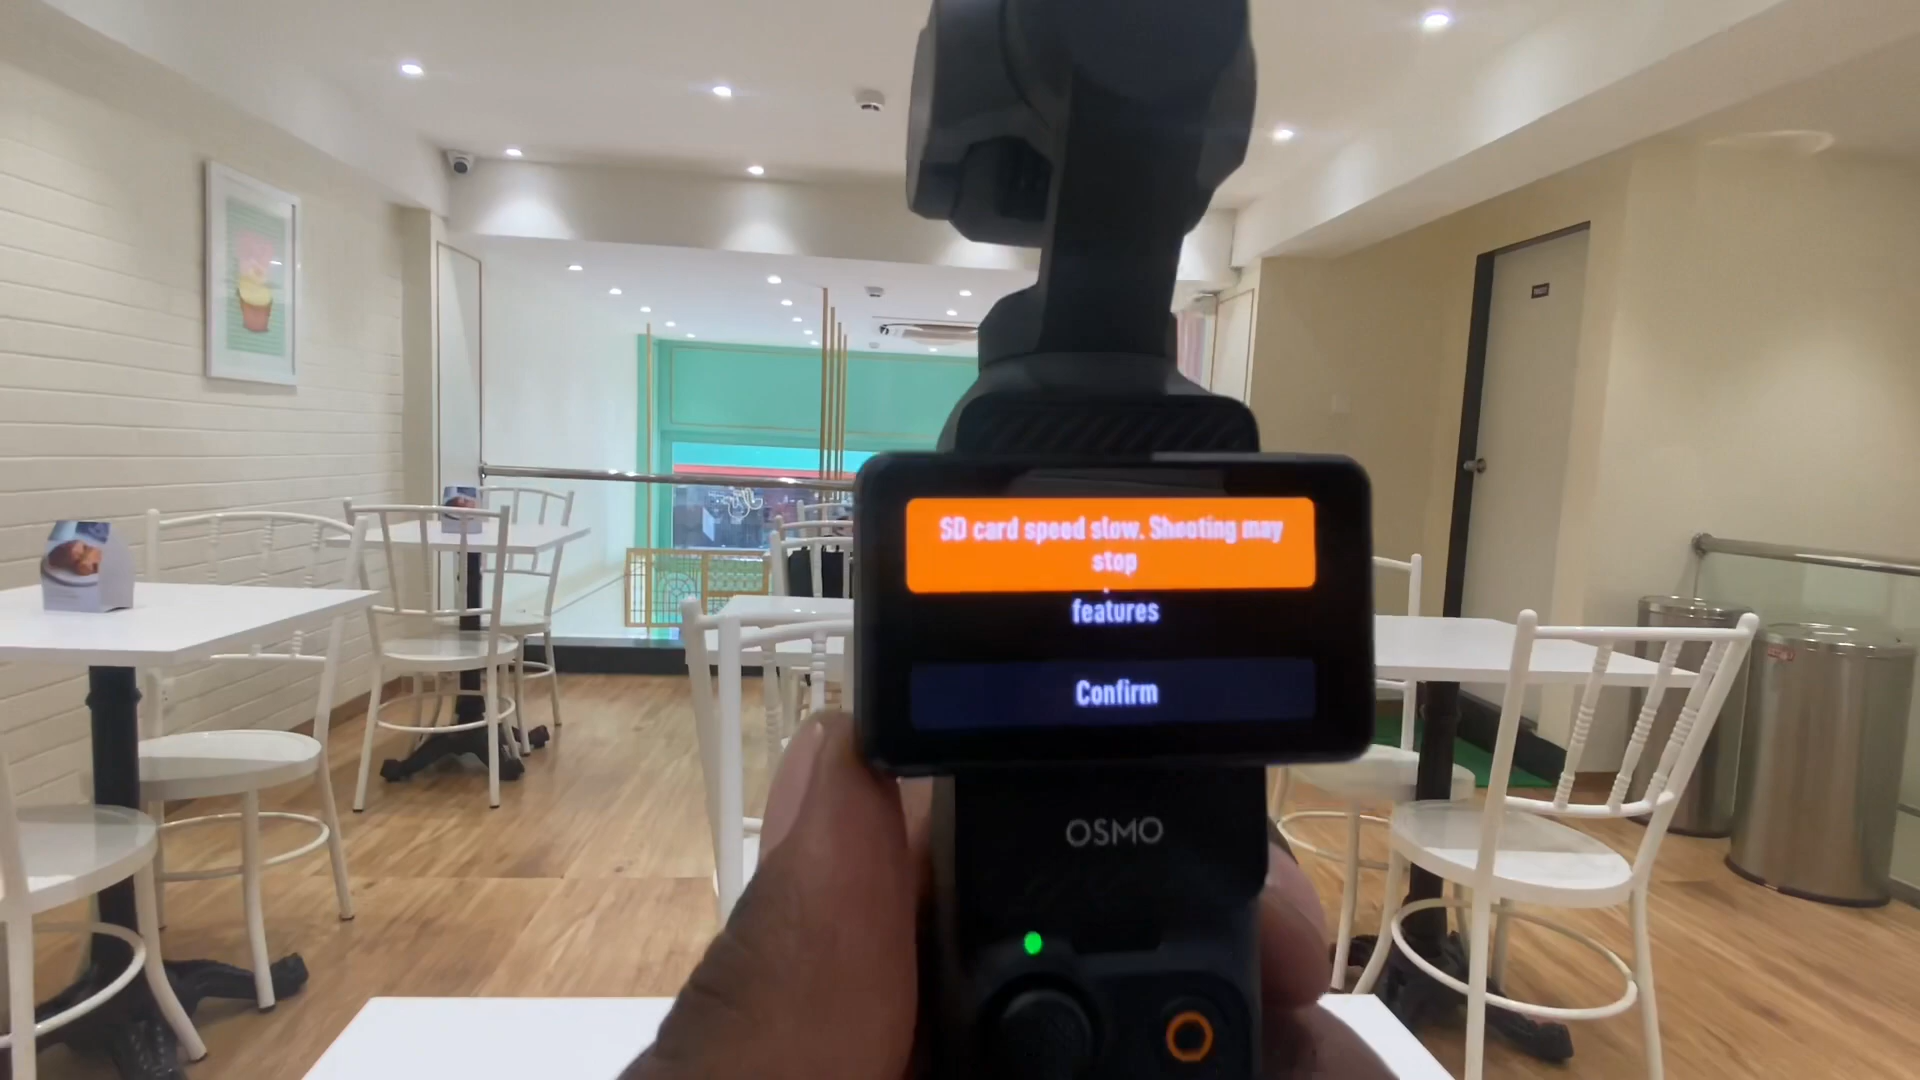 SD card speed slow. Shooting may
stop
features
Confirm
OSMO